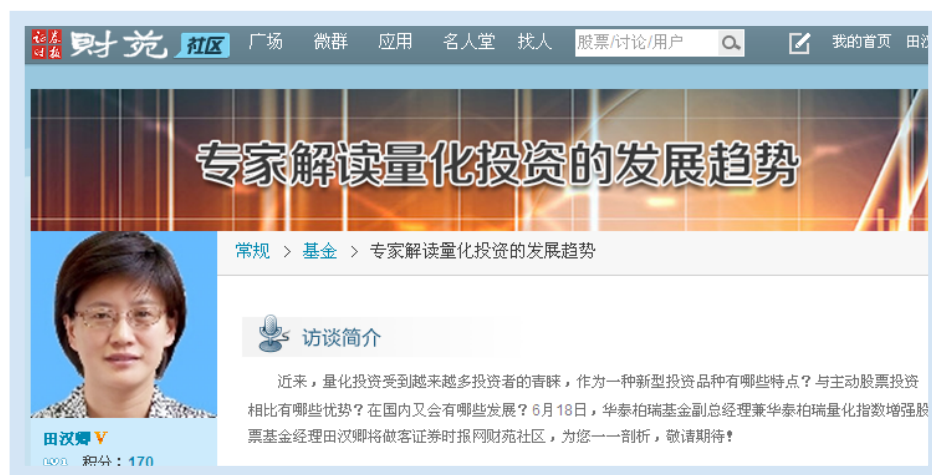 证券时报 财苑 社区 广场 微群 应用 名人堂 找人 股票/讨论/用户 我的首页 田汉
专家解读量化投资的发展趋势
常规 > 基金 > 专家解读量化投资的发展趋势
访谈简介
近来，量化投资受到越来越多投资者的青睐，作为一种新型投资品种有哪些特点？与主动股票投资
相比有哪些优势？在国内又会有哪些发展？6月18日，华泰柏瑞基金副总经理兼华泰柏瑞量化指数增强股
票基金经理田汉卿将做客证券时报网财苑社区，为您一一剖析，敬请期待！
田汉卿 V
LV1 积分：170